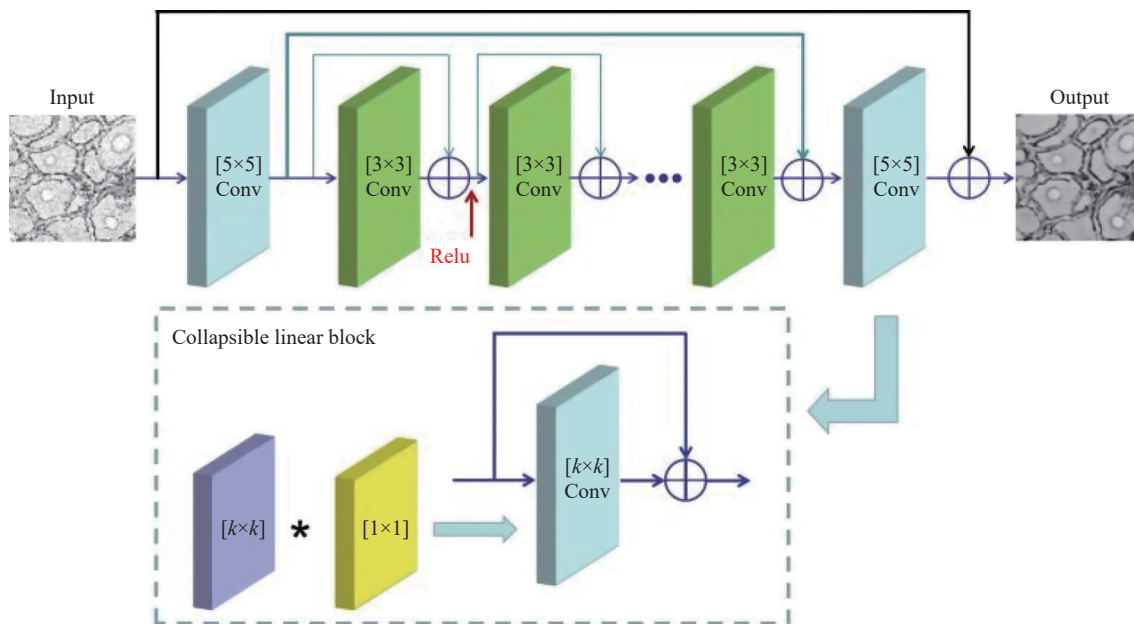 Input
Output
[5×5]
Conv
[3×3]
Conv
[3×3]
Conv
[3×3]
Conv
[5×5]
Conv
Relu
Collapsible linear block
[k×k]
*
[1×1]
[k×k]
Conv